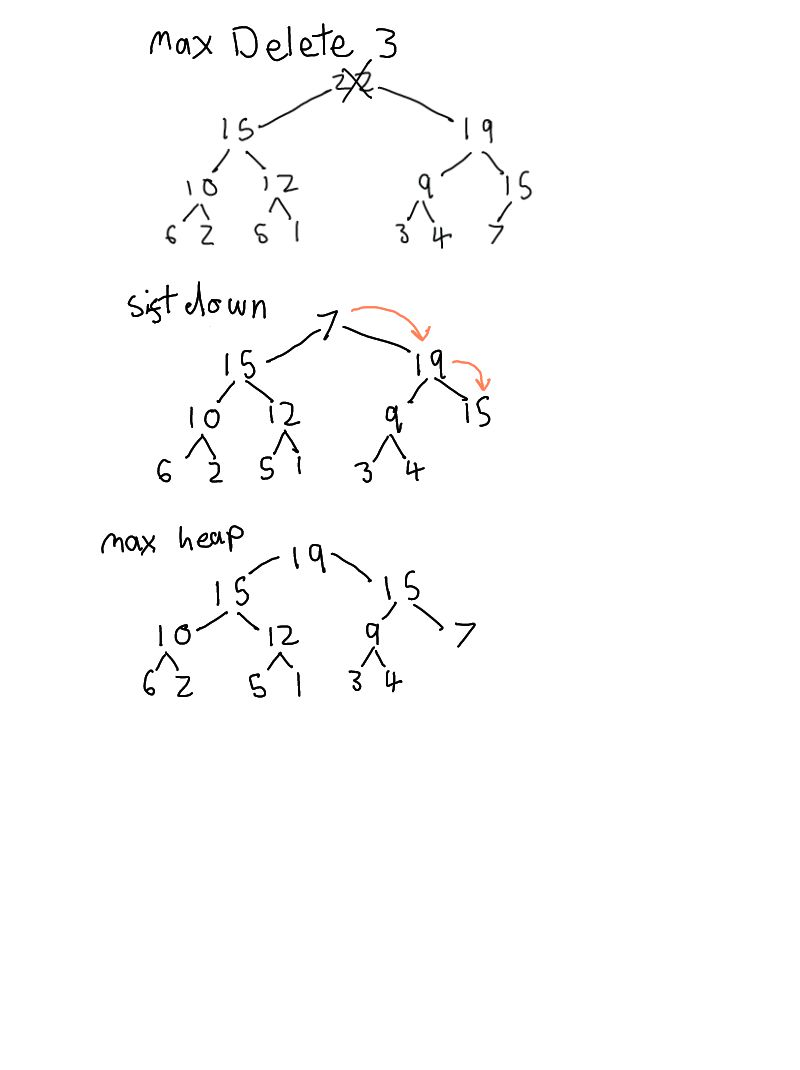 max Delete 3
22
15 19
10 12 9 15
6 2 5 1 3 4 7
sift down
7
15 19
10 12 9 15
6 2 5 1 3 4
max heap
19
15 15
10 12 9 7
6 2 5 1 3 4